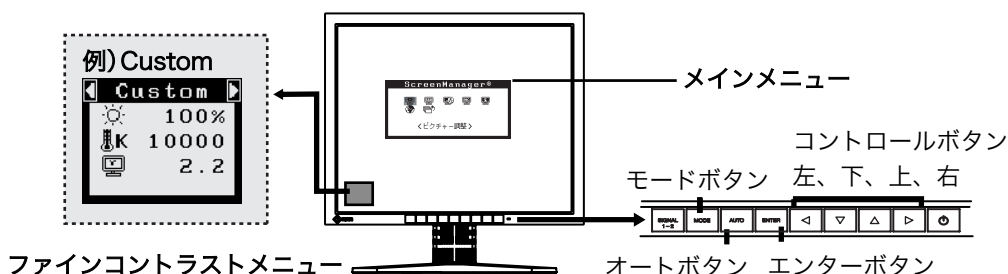 例) Custom
Custom
100%
K 10000
2.2
ファインコントラストメニュー
ScreenManager®
<ピクチャー調整>
メインメニュー
コントロールボタン
左、下、上、右
モードボタン
SIGNAL 1-2
MODE
AUTO
ENTER
オートボタン エンターボタン